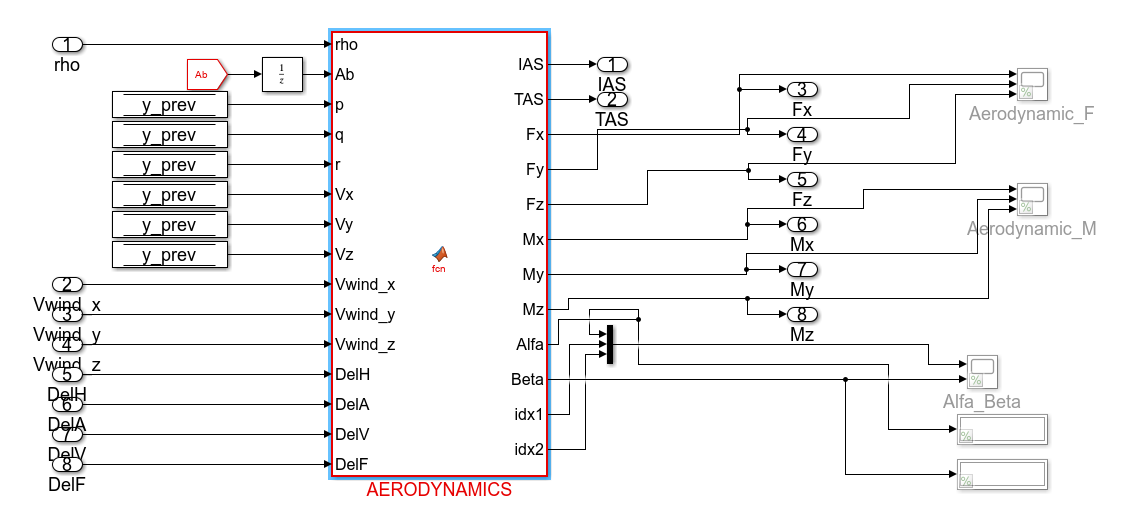 1
rho
Ab
1
z
y_prev
y_prev
y_prev
y_prev
y_prev
y_prev
2
Vwind_x
3
Vwind_y
4
Vwind_z
5
DelH
6
DelA
7
DelV
8
DelF
rho
Ab
p
q
r
Vx
Vy
Vz
Vwind_x
Vwind_y
Vwind_z
DelH
DelA
DelV
DelF
fcn
IAS
TAS
Fx
Fy
Fz
Mx
My
Mz
Alfa
Beta
idx1
idx2
AERODYNAMICS
1
IAS
2
TAS
3
Fx
4
Fy
5
Fz
6
Mx
7
My
8
Mz
%
Aerodynamic_F
%
Aerodynamic_M
%
Alfa_Beta
%
%